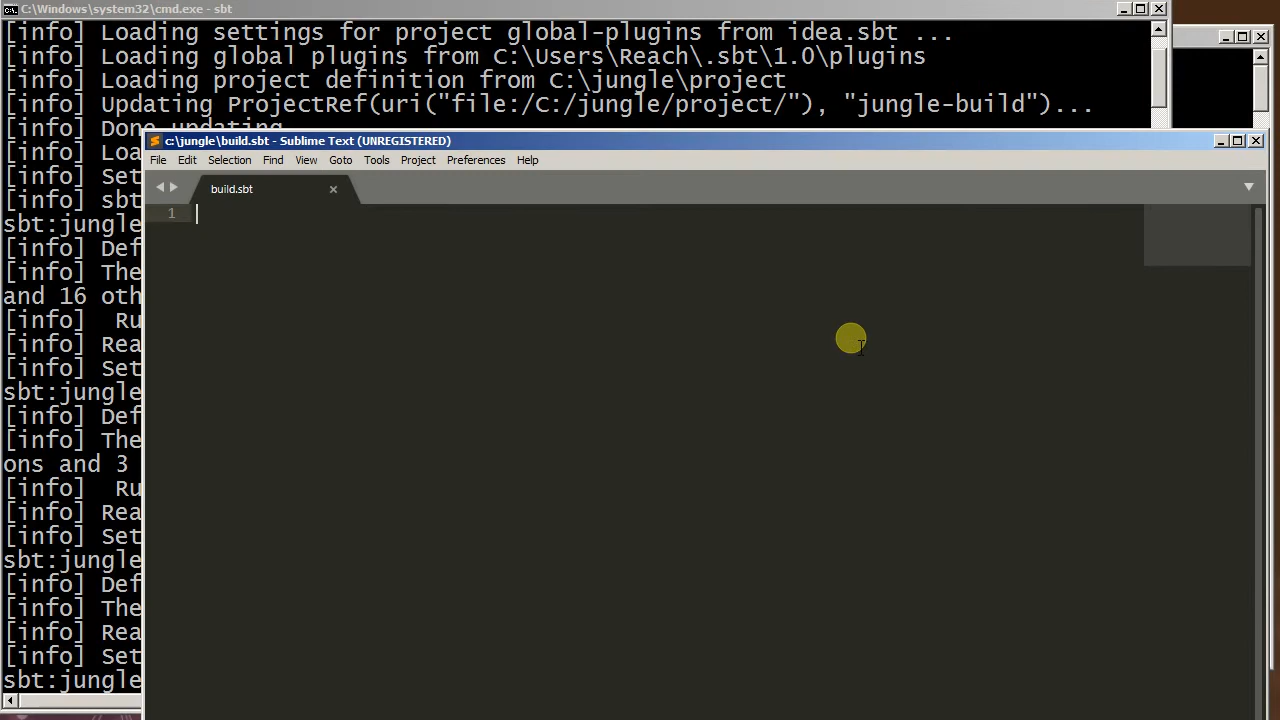 C:\Windows\system32\cmd.exe - sbt
[info] Loading settings for project global-plugins from idea.sbt ...
[info] Loading global plugins from C:\Users\Reach\.sbt\1.0\plugins
[info] Loading project definition from C:\jungle\project
[info] Updating ProjectRef(uri("file:/C:/jungle/project/"), "jungle-build")...
[info] Done updating
c:\jungle\build.sbt - Sublime Text (UNREGISTERED)
[info] Loa
File Edit Selection Find View Goto Tools Project Preferences Help
[info] Set
build.sbt
[info] sbt
1
sbt:jungle
[info] Def
[info] The
and 16 oth
[info] Ru
[info] Rea
[info] Set
sbt:jungle
[info] Def
[info] The
ons and 3
[info] Ru
[info] Rea
[info] Set
sbt:jungle
[info] Def
[info] The
[info] Rea
[info] Set
sbt:jungle